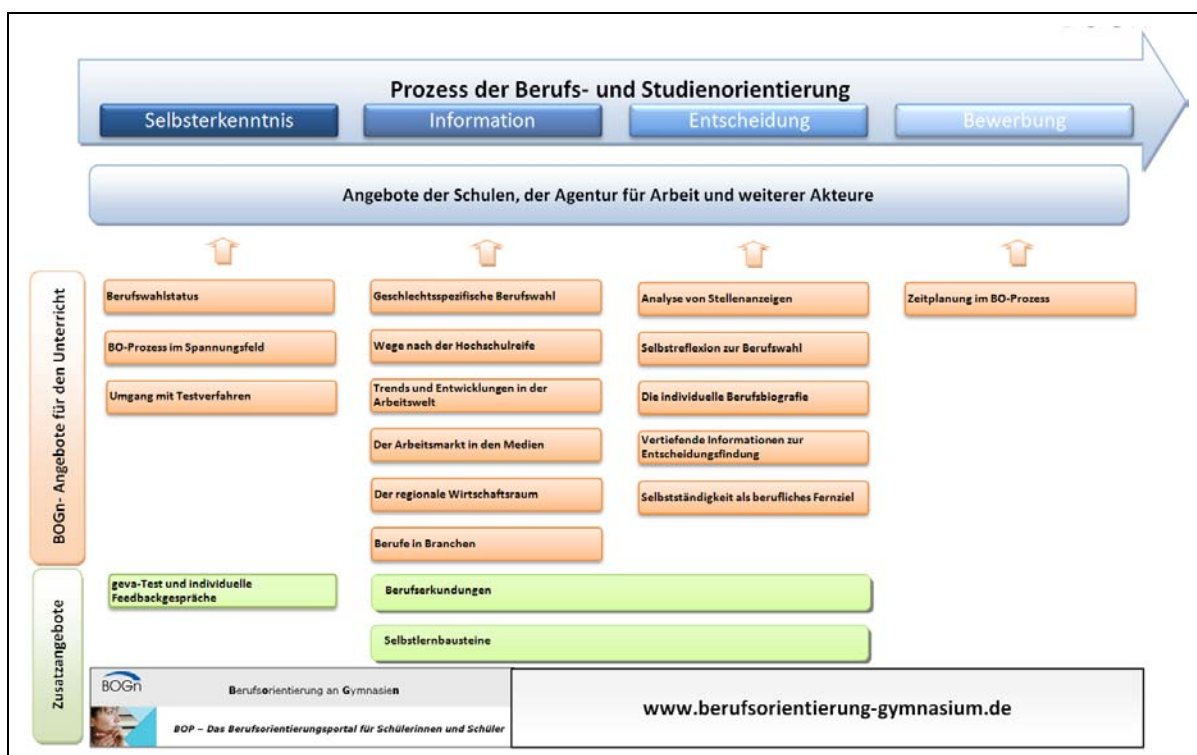 Prozess der Berufs- und Studienorientierung
Selbsterkenntnis
Information
Entscheidung
Bewerbung
Angebote der Schulen, der Agentur für Arbeit und weiterer Akteure
BOGn- Angebote für den Unterricht
Berufswahlstatus
BO-Prozess im Spannungsfeld
Umgang mit Testverfahren
Geschlechtsspezifische Berufswahl
Wege nach der Hochschulreife
Trends und Entwicklungen in der
Arbeitswelt
Der Arbeitsmarkt in den Medien
Der regionale Wirtschaftsraum
Berufe in Branchen
Analyse von Stellenanzeigen
Selbstreflexion zur Berufswahl
Die individuelle Berufsbiografie
Vertiefende Informationen zur
Entscheidungsfindung
Selbstständigkeit als berufliches Fernziel
Zeitplanung im BO-Prozess
Zusatzangebote
geva-Test und individuelle
Feedbackgespräche
Berufserkundungen
Selbstlernbausteine
BOGn
Berufsorientierung an Gymnasien
BOP – Das Berufsorientierungsportal für Schülerinnen und Schüler
www.berufsorientierung-gymnasium.de